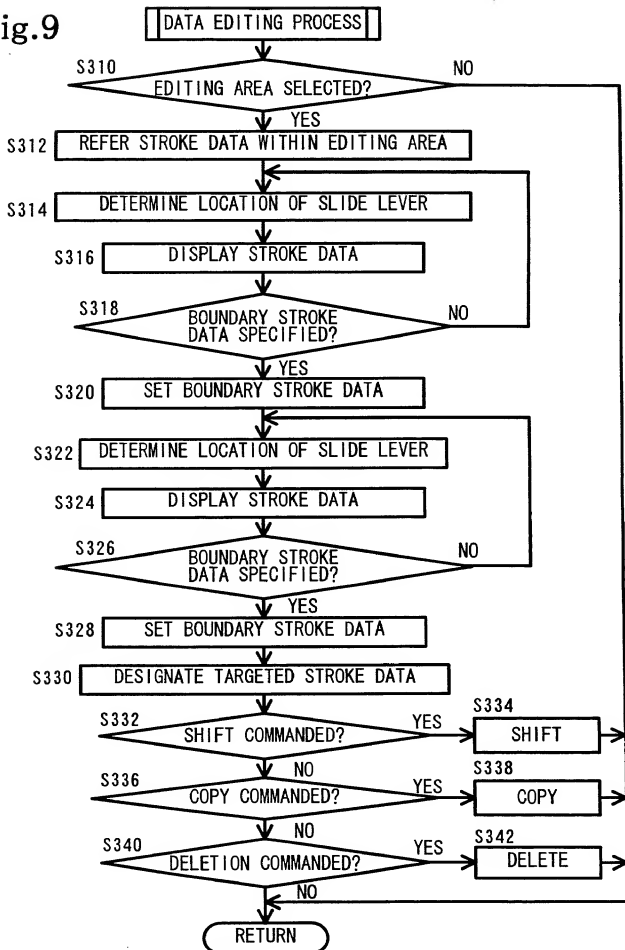 ig.9
DATA EDITING PROCESS
S310
EDITING AREA SELECTED?
NO
YES
S312
REFER STROKE DATA WITHIN EDITING AREA
S314
DETERMINE LOCATION OF SLIDE LEVER
S316
DISPLAY STROKE DATA
S318
BOUNDARY STROKE
DATA SPECIFIED?
NO
YES
S320
SET BOUNDARY STROKE DATA
S322
DETERMINE LOCATION OF SLIDE LEVER
S324
DISPLAY STROKE DATA
S326
BOUNDARY STROKE
DATA SPECIFIED?
NO
YES
S328
SET BOUNDARY STROKE DATA
S330
DESIGNATE TARGETED STROKE DATA
S332
SHIFT COMMANDED?
YES
S334
SHIFT
NO
S336
COPY COMMANDED?
YES
S338
COPY
NO
S340
DELETION COMMANDED?
YES
S342
DELETE
NO
RETURN